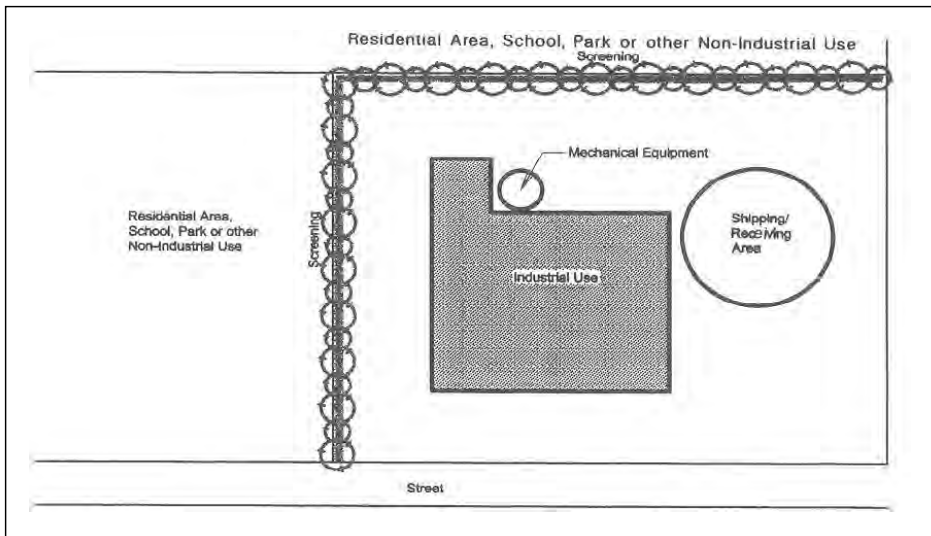 Residential Area, School, Park or other Non-Industrial Use
Screening
Mechanical Equipment
Residential Area,
School, Park or other
Non-Industrial Use
Screening
Shipping/
Receiving
Area
Industrial Use
Street